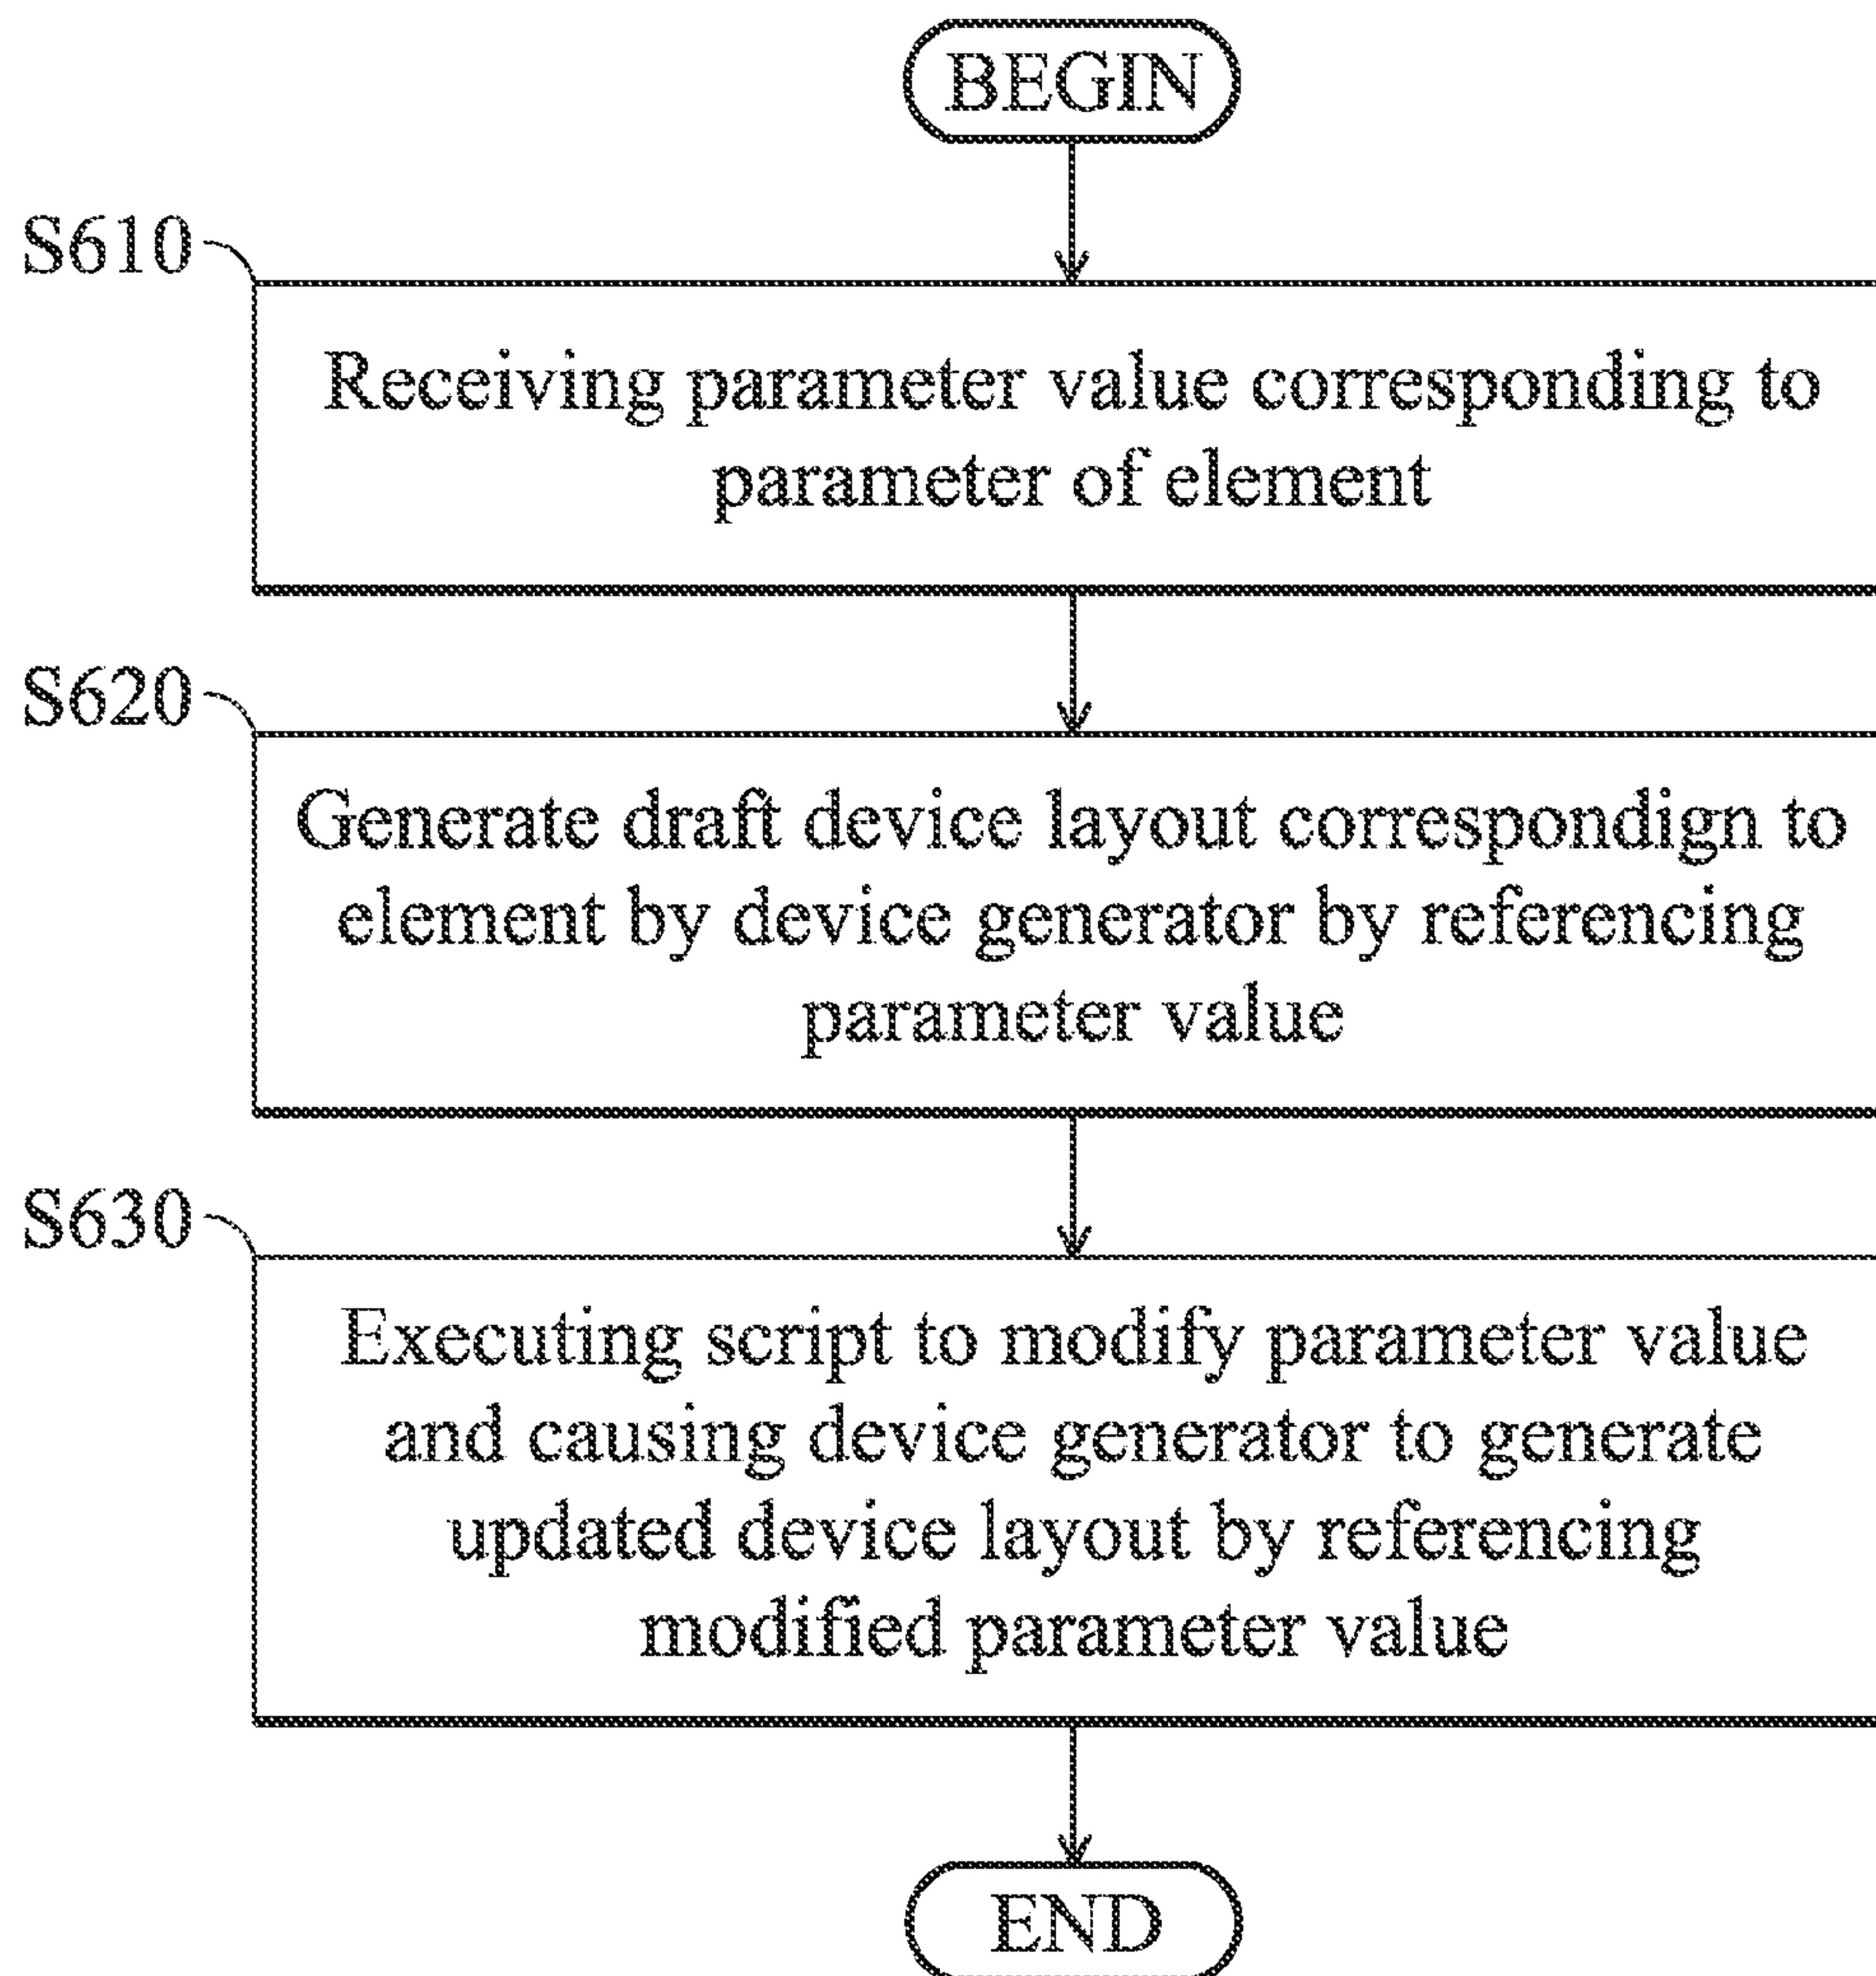 BEGIN
S610
Receiving parameter value corresponding to
parameter of element
S620
Generate draft device layout correspondign to
element by device generator by referencing
parameter value
S630
Executing script to modify parameter value
and causing device generator to generate
updated device layout by referencing
modified parameter value
END